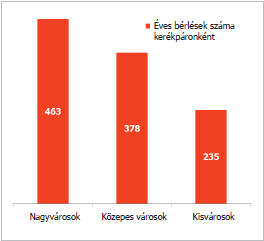 Éves bérlések száma
kerékpáronként
463
378
235
Nagyvárosok
Közepes városok
Kisvárosok